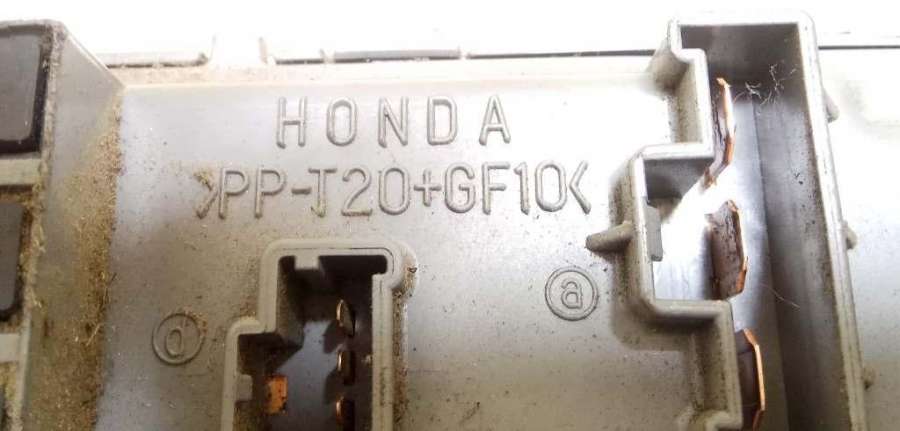 HONDA
>PP-T20+GF10<
a
d